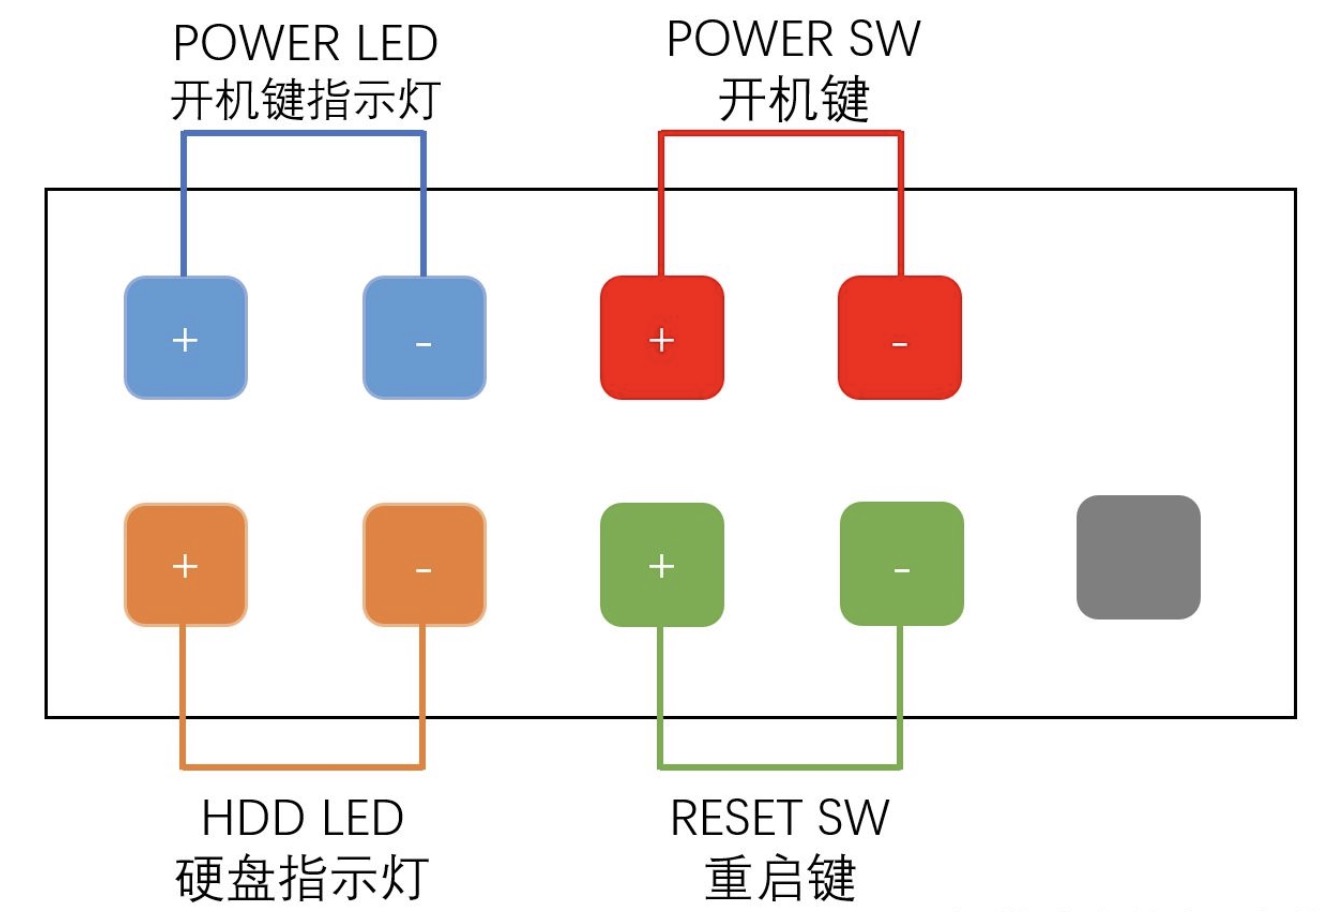 POWER LED
开机键指示灯
POWER SW
开机键
+
-
+
-
+
-
+
-
HDD LED
硬盘指示灯
RESET SW
重启键